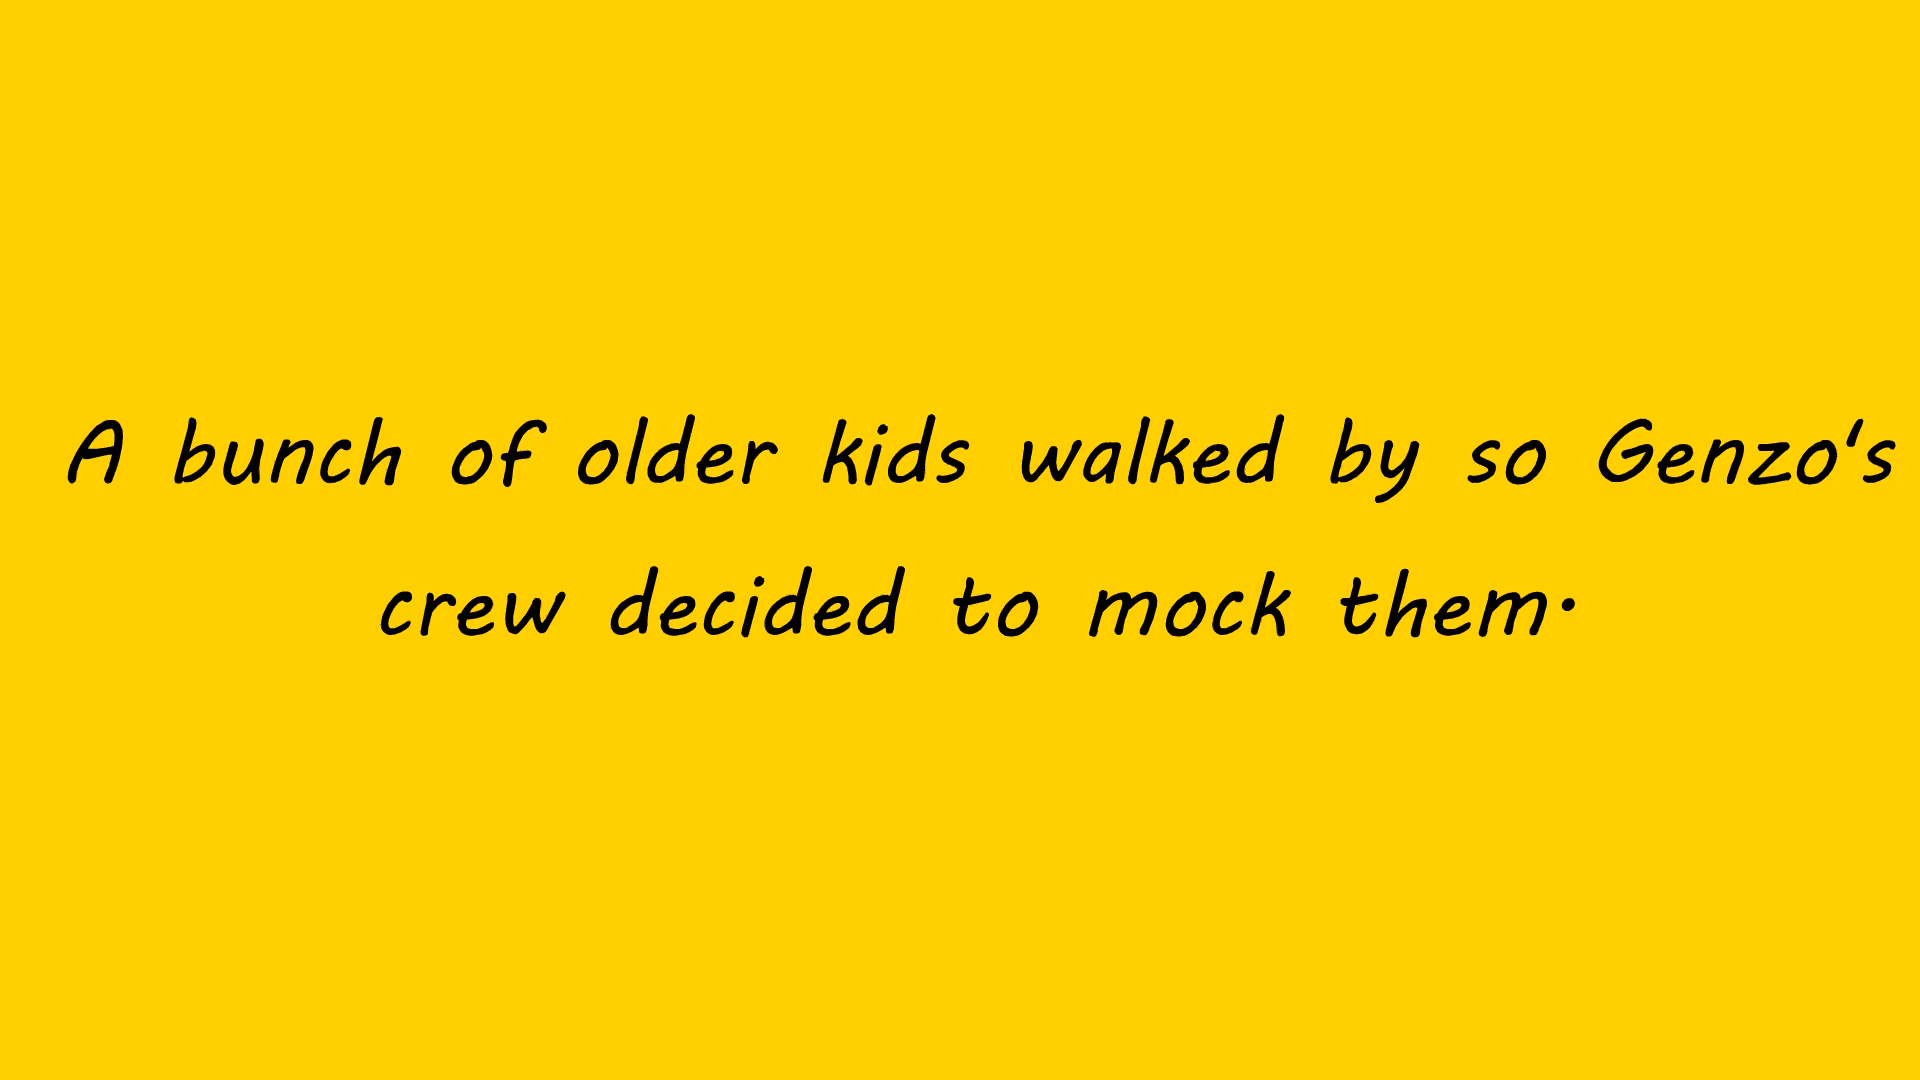 A bunch of older kids walked by so Genzo's
crew decided to mock them.